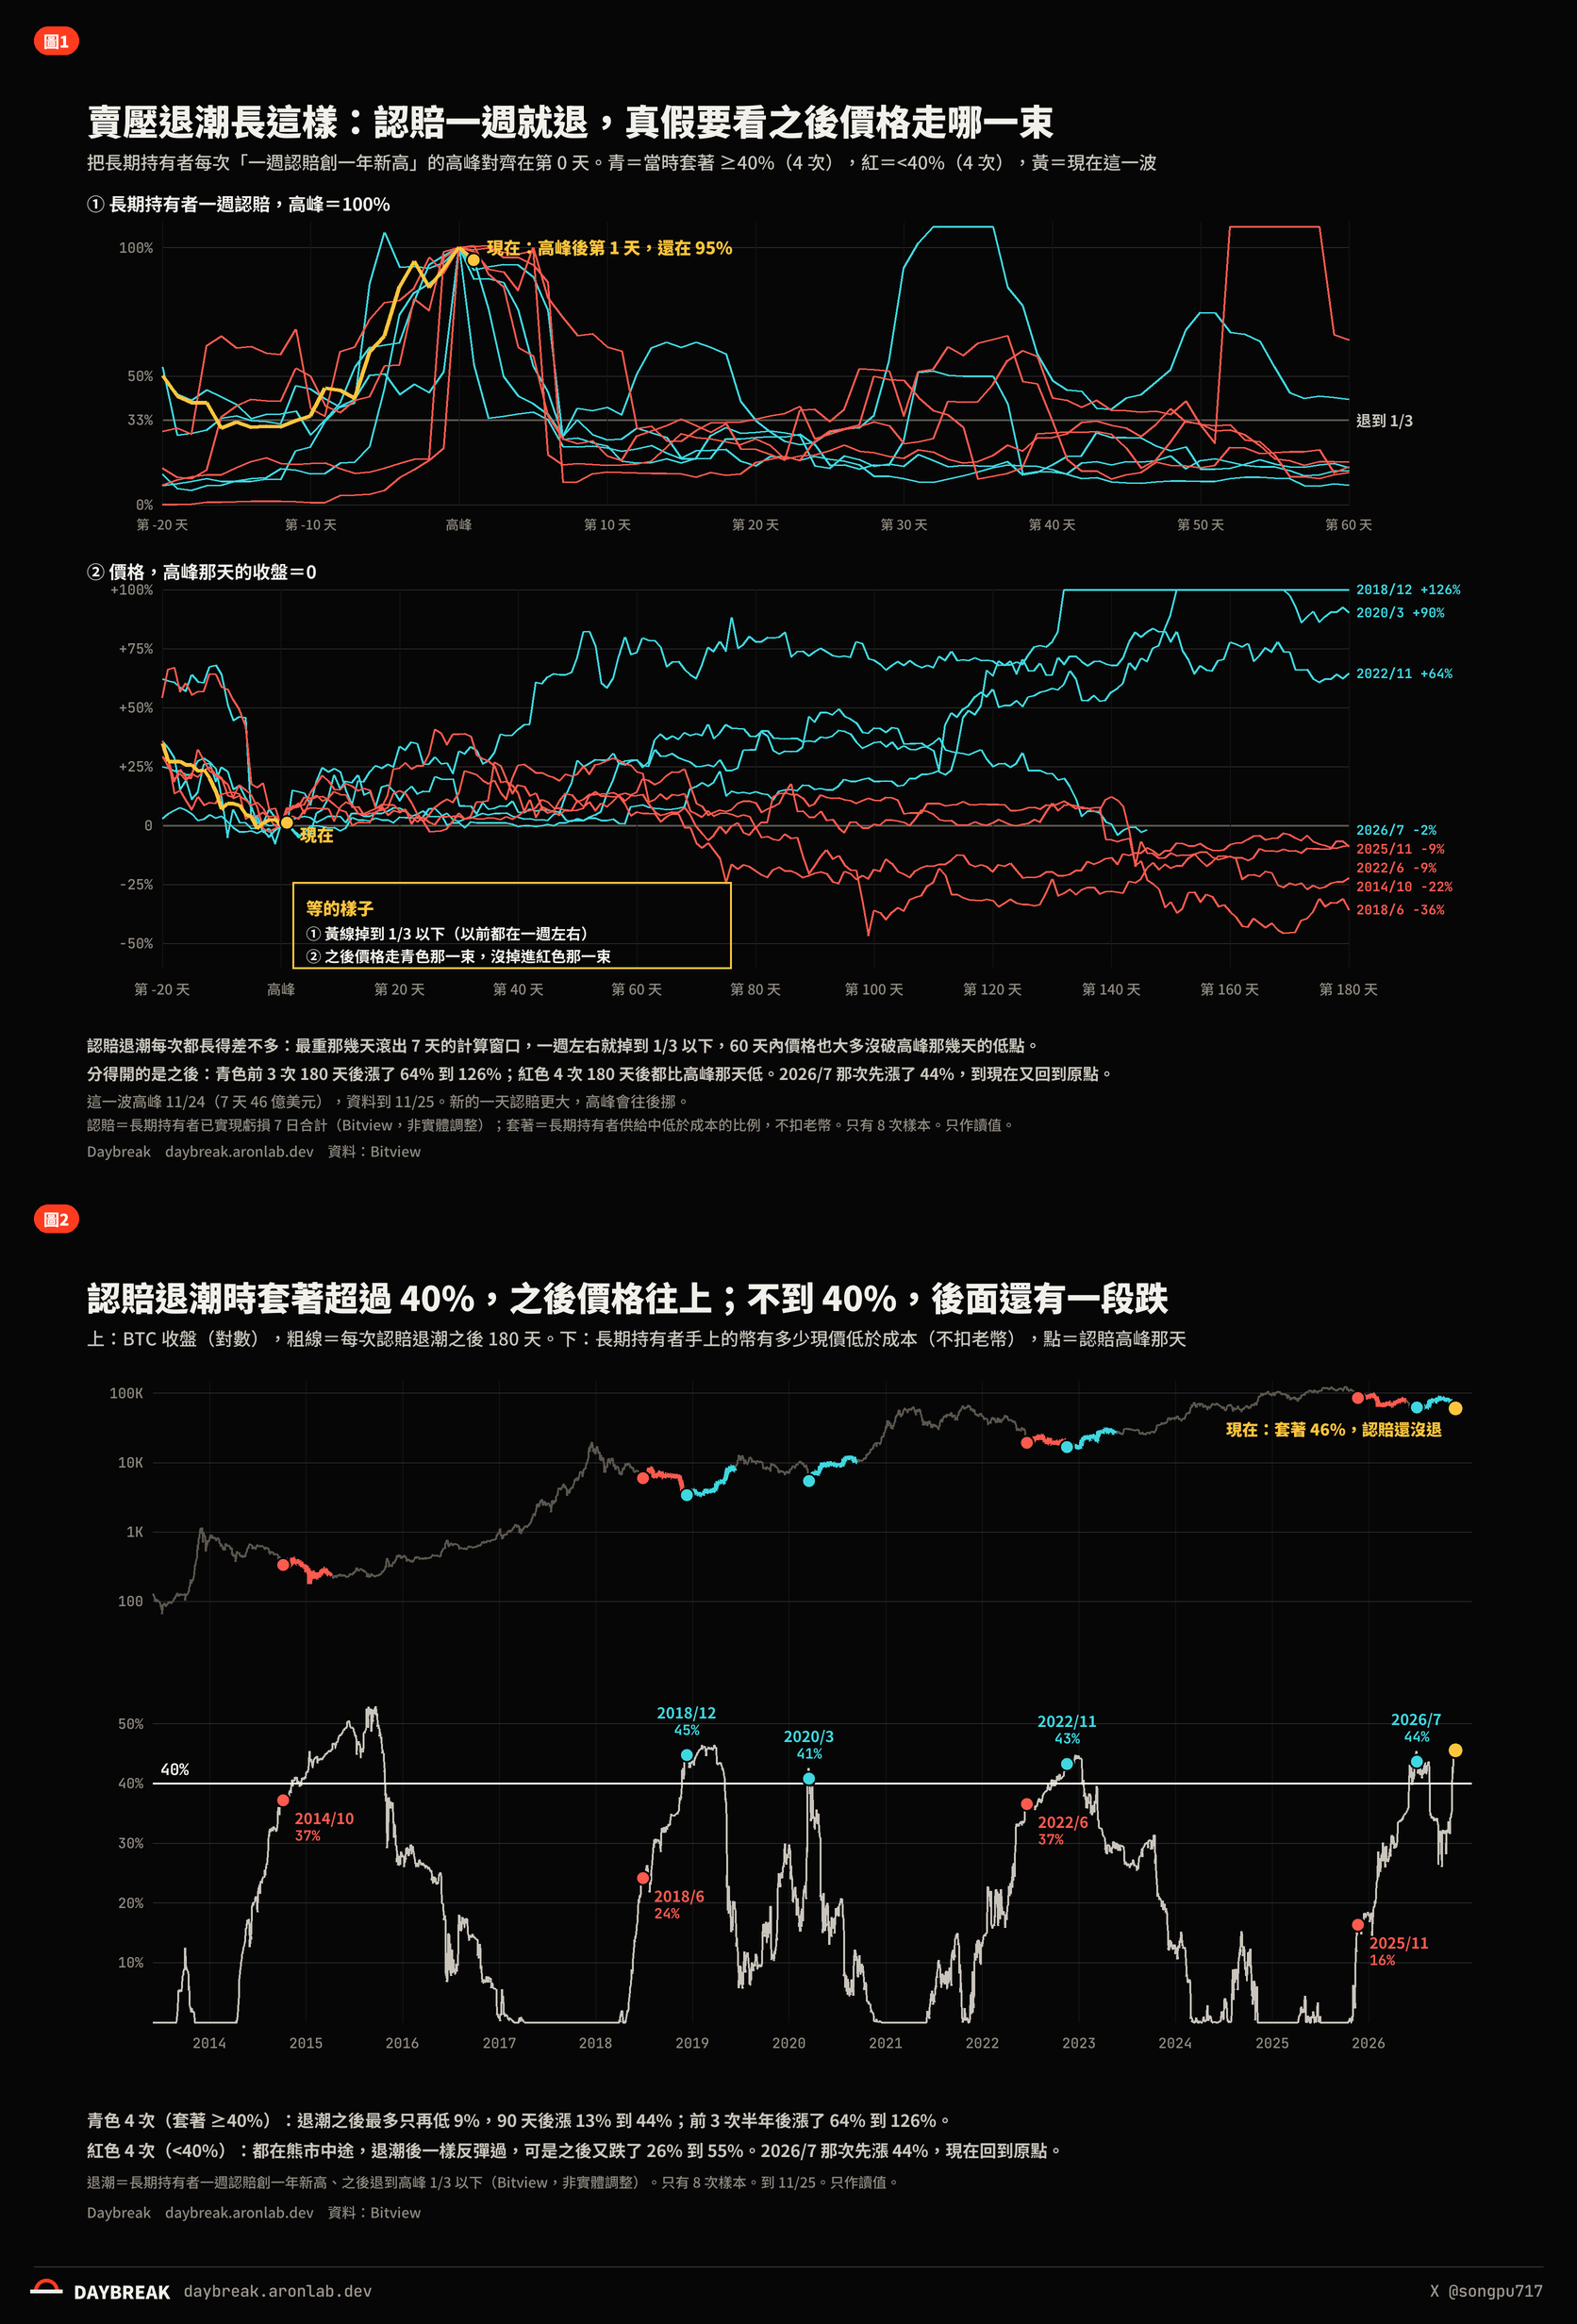 圖1
賣壓退潮長這樣：認賠一週就退，真假要看之後價格走哪一束
把長期持有者每次「一週認賠創一年新高」的高峰對齊在第 0 天。青＝當時套著 ≥40%（4 次），紅＝<40%（4 次），黃＝現在這一波
① 長期持有者一週認賠，高峰＝100%
100%
現在：高峰後第 1 天，還在 95%
50%
33%
退到 1/3
0%
第 -20 天
第 -10 天
高峰
第 10 天
第 20 天
第 30 天
第 40 天
第 50 天
第 60 天
② 價格，高峰那天的收盤＝0
+100%
+75%
+50%
+25%
0
-25%
-50%
2018/12 +126%
2020/3 +90%
2022/11 +64%
2026/7 -2%
2025/11 -9%
2022/6 -9%
2014/10 -22%
2018/6 -36%
現在
等的樣子
① 黃線掉到 1/3 以下（以前都在一週左右）
② 之後價格走青色那一束，沒掉進紅色那一束
第 -20 天
高峰
第 20 天
第 40 天
第 60 天
第 80 天
第 100 天
第 120 天
第 140 天
第 160 天
第 180 天
認賠退潮每次都長得差不多：最重那幾天滾出 7 天的計算窗口，一週左右就掉到 1/3 以下，60 天內價格也大多沒破高峰那幾天的低點。
分得開的是之後：青色前 3 次 180 天後漲了 64% 到 126%；紅色 4 次 180 天後都比高峰那天低。2026/7 那次先漲了 44%，到現在又回到原點。
這一波高峰 11/24（7 天 46 億美元），資料到 11/25。新的一天認賠更大，高峰會往後挪。
認賠＝長期持有者已實現虧損 7 日合計（Bitview，非實體調整）；套著＝長期持有者供給中低於成本的比例，不扣老幣。只有 8 次樣本。只作讀值。
Daybreak daybreak.aronlab.dev 資料：Bitview
圖2
認賠退潮時套著超過 40%，之後價格往上；不到 40%，後面還有一段跌
上：BTC 收盤（對數），粗線＝每次認賠退潮之後 180 天。下：長期持有者手上的幣有多少現價低於成本（不扣老幣），點＝認賠高峰那天
100K
10K
1K
100
現在：套著 46%，認賠還沒退
50%
40%
30%
20%
10%
40%
2014/10
37%
2018/6
24%
2018/12
45%
2020/3
41%
2022/6
37%
2022/11
43%
2025/11
16%
2026/7
44%
2014
2015
2016
2017
2018
2019
2020
2021
2022
2023
2024
2025
2026
青色 4 次（套著 ≥40%）：退潮之後最多只再低 9%，90 天後漲 13% 到 44%；前 3 次半年後漲了 64% 到 126%。
紅色 4 次（<40%）：都在熊市中途，退潮後一樣反彈過，可是之後又跌了 26% 到 55%。2026/7 那次先漲 44%，現在回到原點。
退潮＝長期持有者一週認賠創一年新高、之後退到高峰 1/3 以下（Bitview，非實體調整）。只有 8 次樣本。到 11/25。只作讀值。
Daybreak daybreak.aronlab.dev 資料：Bitview
DAYBREAK daybreak.aronlab.dev
X @songpu717